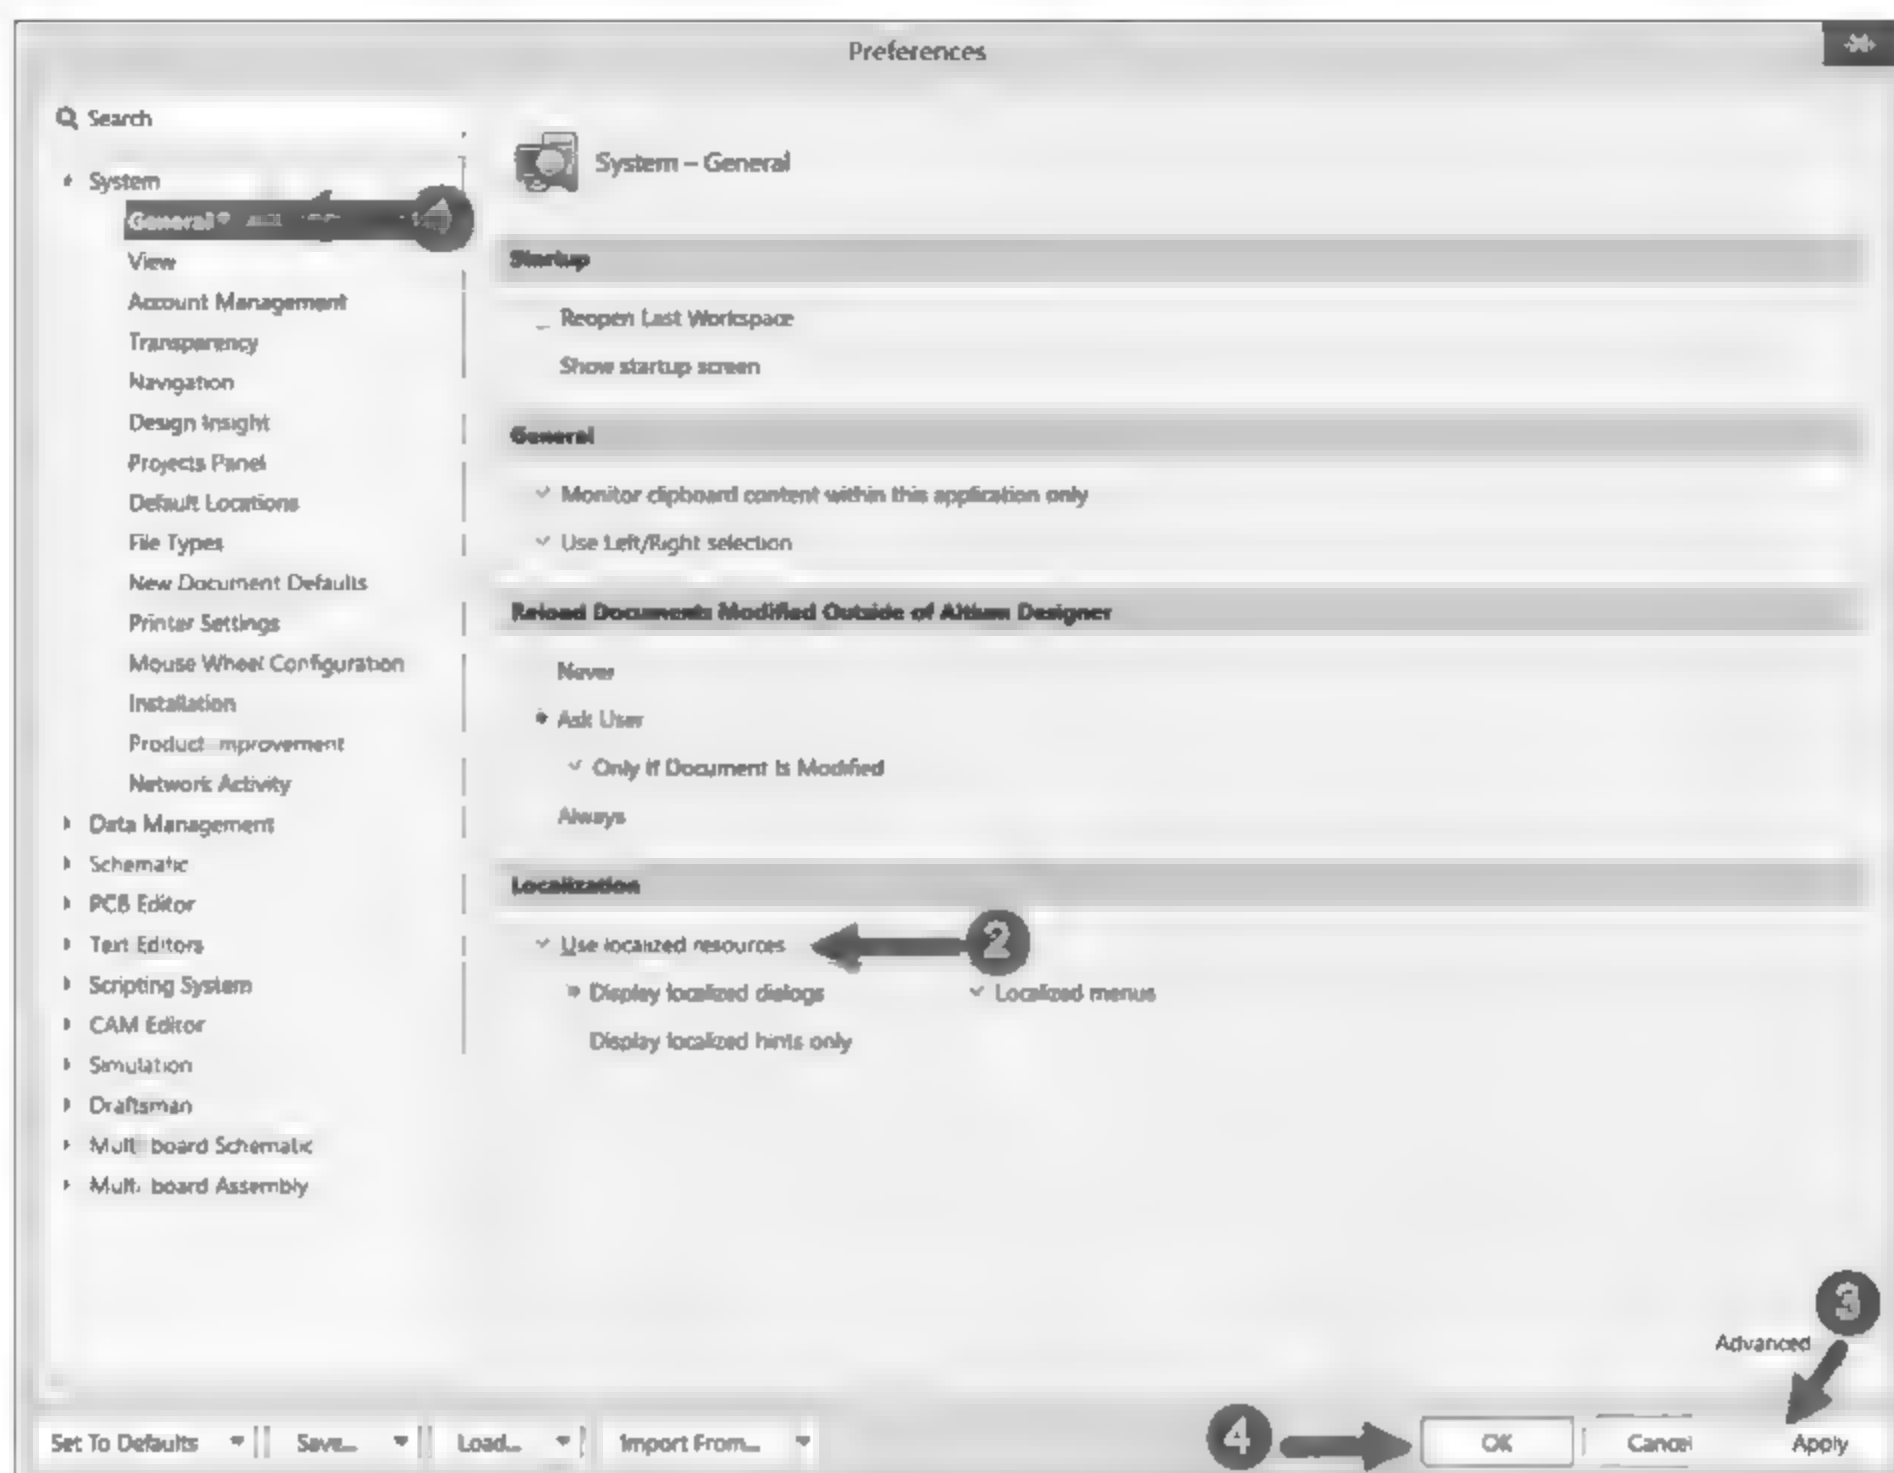 Preferences
Search
System
General
View
Account Management
Transparency
Navigation
Design Insight
Projects Panel
Default Locations
File Types
New Document Defaults
Printer Settings
Mouse Wheel Configuration
Installation
Product Improvement
Network Activity
Data Management
Schematic
PCB Editor
Text Editors
Scripting System
CAM Editor
Simulation
Draftsman
Multi-board Schematic
Multi-board Assembly
System – General
Startup
Reopen Last Workspace
Show startup screen
General
Monitor clipboard content within this application only
Use Left/Right selection
Reload Documents Modified Outside of Altium Designer
Never
Ask User
Only If Document Is Modified
Always
Localization
Use localized resources
2
Display localized dialogs
Localized menus
Display localized hints only
3
Advanced
Set To Defaults
Save...
Load...
Import From...
4
OK
Cancel
Apply